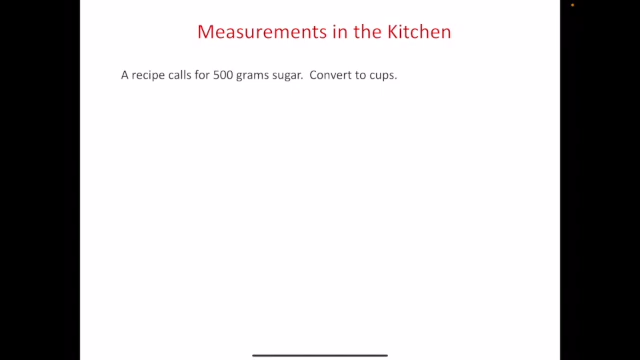 Measurements in the Kitchen
A recipe calls for 500 grams sugar.  Convert to cups.